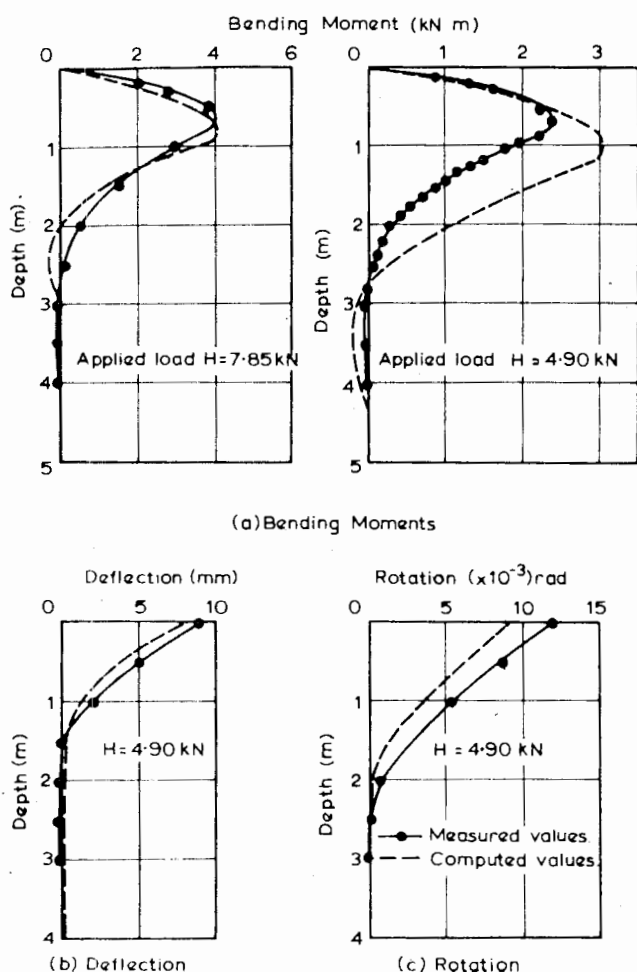 Bending Moment (kN m)
0 2 4 6
0 1 2 3
1
2
3
4
5
Depth (m).
Applied load H=7·85kN
1
2
3
4
5
Depth (m)
Applied load H=4·90kN
(a)Bending Moments
Deflection (mm)
0 5 10
1
2
3
4
Depth (m)
H=4·90 kN
(b) Deflection
Rotation (x10⁻³)rad
0 5 10 15
1
2
3
4
Depth (m)
H=4·90 kN
Measured values
Computed values
(c) Rotation